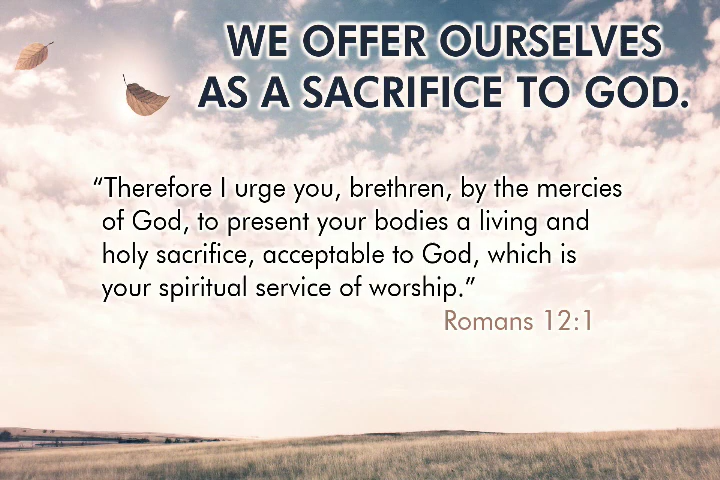 WE OFFER OURSELVES
AS A SACRIFICE TO GOD.
“Therefore I urge you, brethren, by the mercies
of God, to present your bodies a living and
holy sacrifice, acceptable to God, which is
your spiritual service of worship.”
Romans 12:1